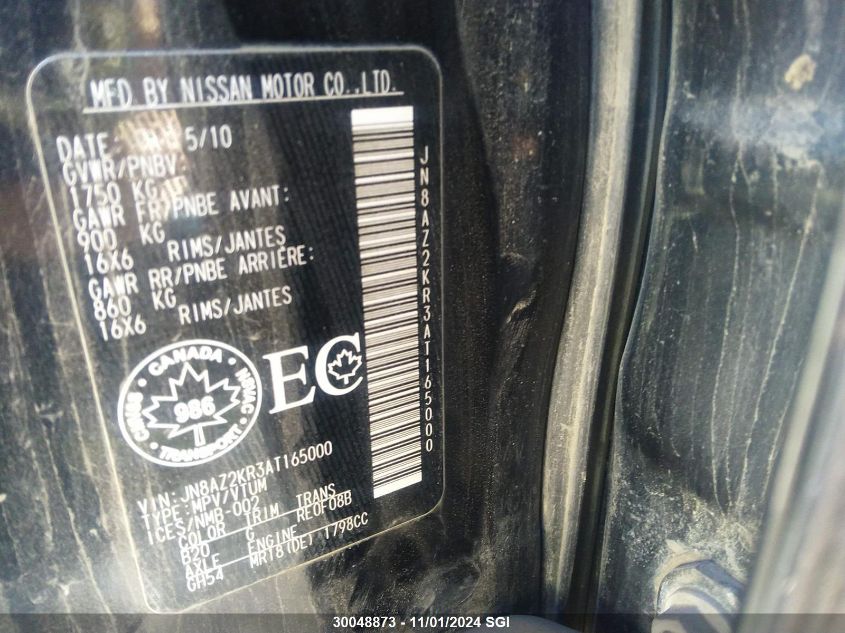 MFD BY NISSAN MOTOR CO.,LTD.
DATE: 5/10
GVWR/PNBV:
1750 KG
GAWR FR/PNBE AVANT:
900 KG
16X6 RIMS/JANTES
GAWR RR/PNBE ARRIÈRE:
860 KG
16X6 RIMS/JANTES
CANADA
NSVAC
986
TRANSPORT
EC
JN8AZ2KR3AT165000
VIN: JN8AZ2KR3AT165000
TYPE: MPV/VTUM
ICES/NMB-002
COLOR TRIM TRANS
B20 G RE0F08B
AXLE ENGINE
GH54 MR18(DE) 1798CC
30048873 - 11/01/2024 SGI